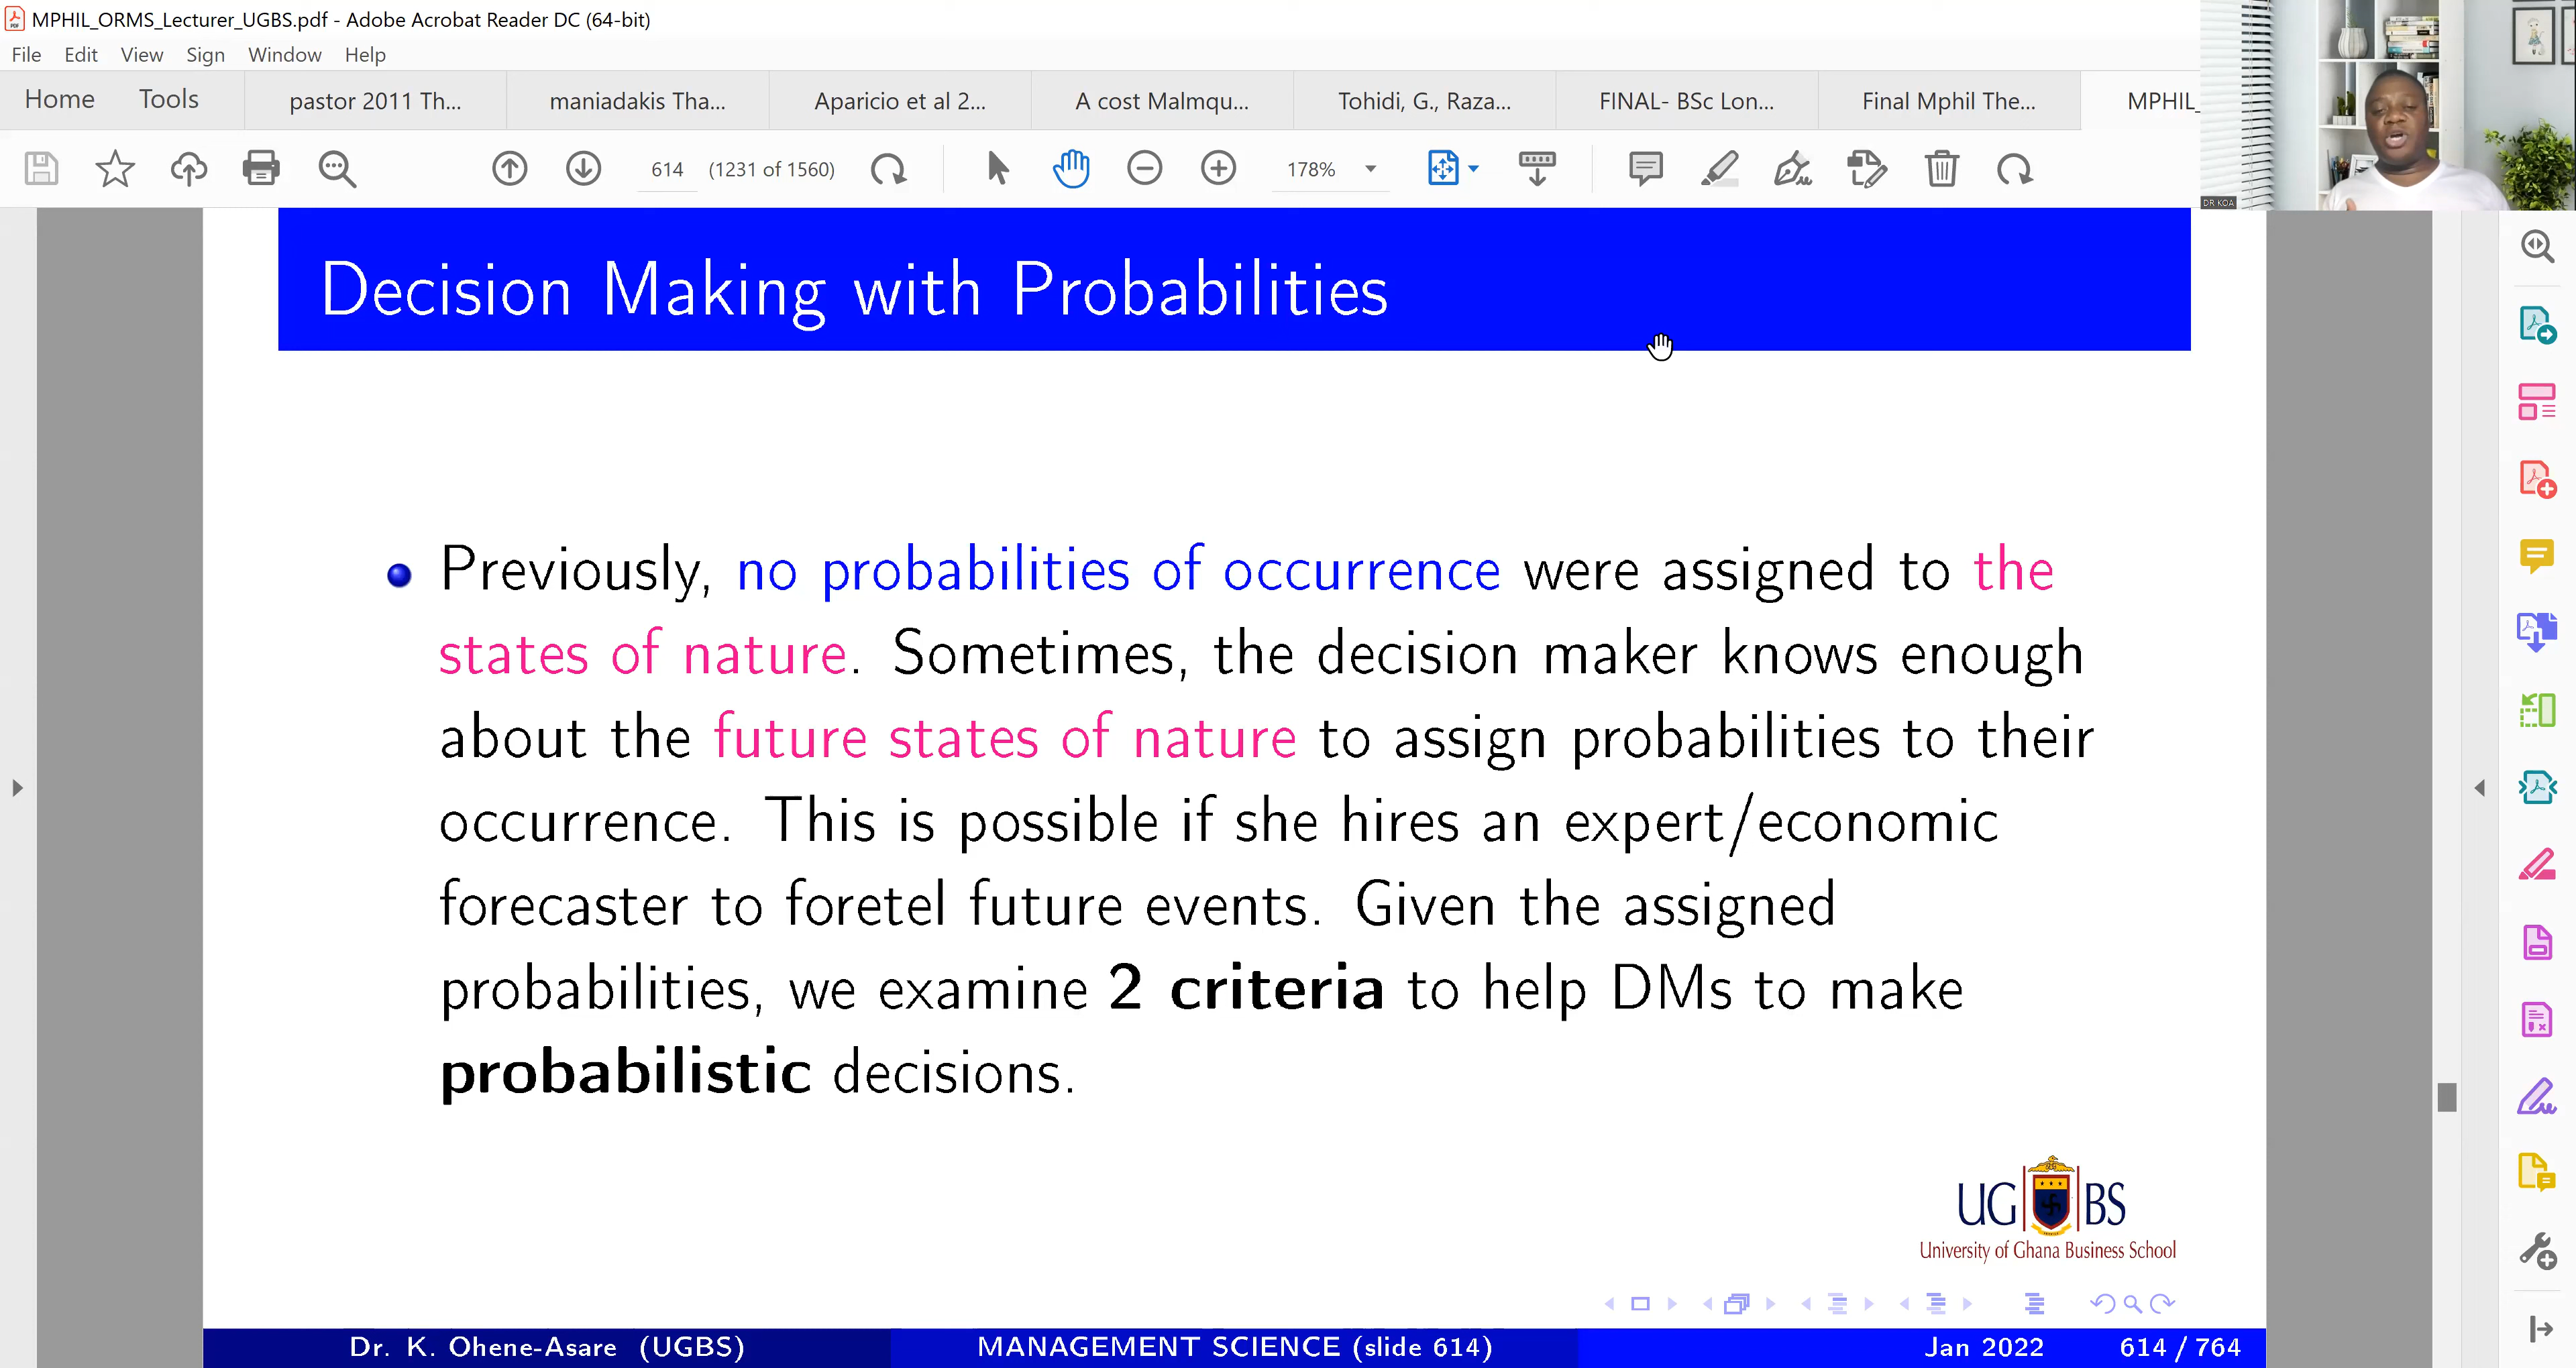 MPHIL_ORMS_Lecturer_UGBS.pdf - Adobe Acrobat Reader DC (64-bit)
File Edit View Sign Window Help
Home Tools pastor 2011 Th... maniadakis Tha... Aparicio et al 2... A cost Malmqu... Tohidi, G., Raza... FINAL- BSc Lon... Final Mphil The... MPHIL_
614 (1231 of 1560) 178%
DR KOA
Decision Making with Probabilities
Previously, no probabilities of occurrence were assigned to the
states of nature. Sometimes, the decision maker knows enough
about the future states of nature to assign probabilities to their
occurrence. This is possible if she hires an expert/economic
forecaster to foretel future events. Given the assigned
probabilities, we examine 2 criteria to help DMs to make
probabilistic decisions.
UG BS
University of Ghana Business School
Dr. K. Ohene-Asare (UGBS) MANAGEMENT SCIENCE (slide 614) Jan 2022 614 / 764